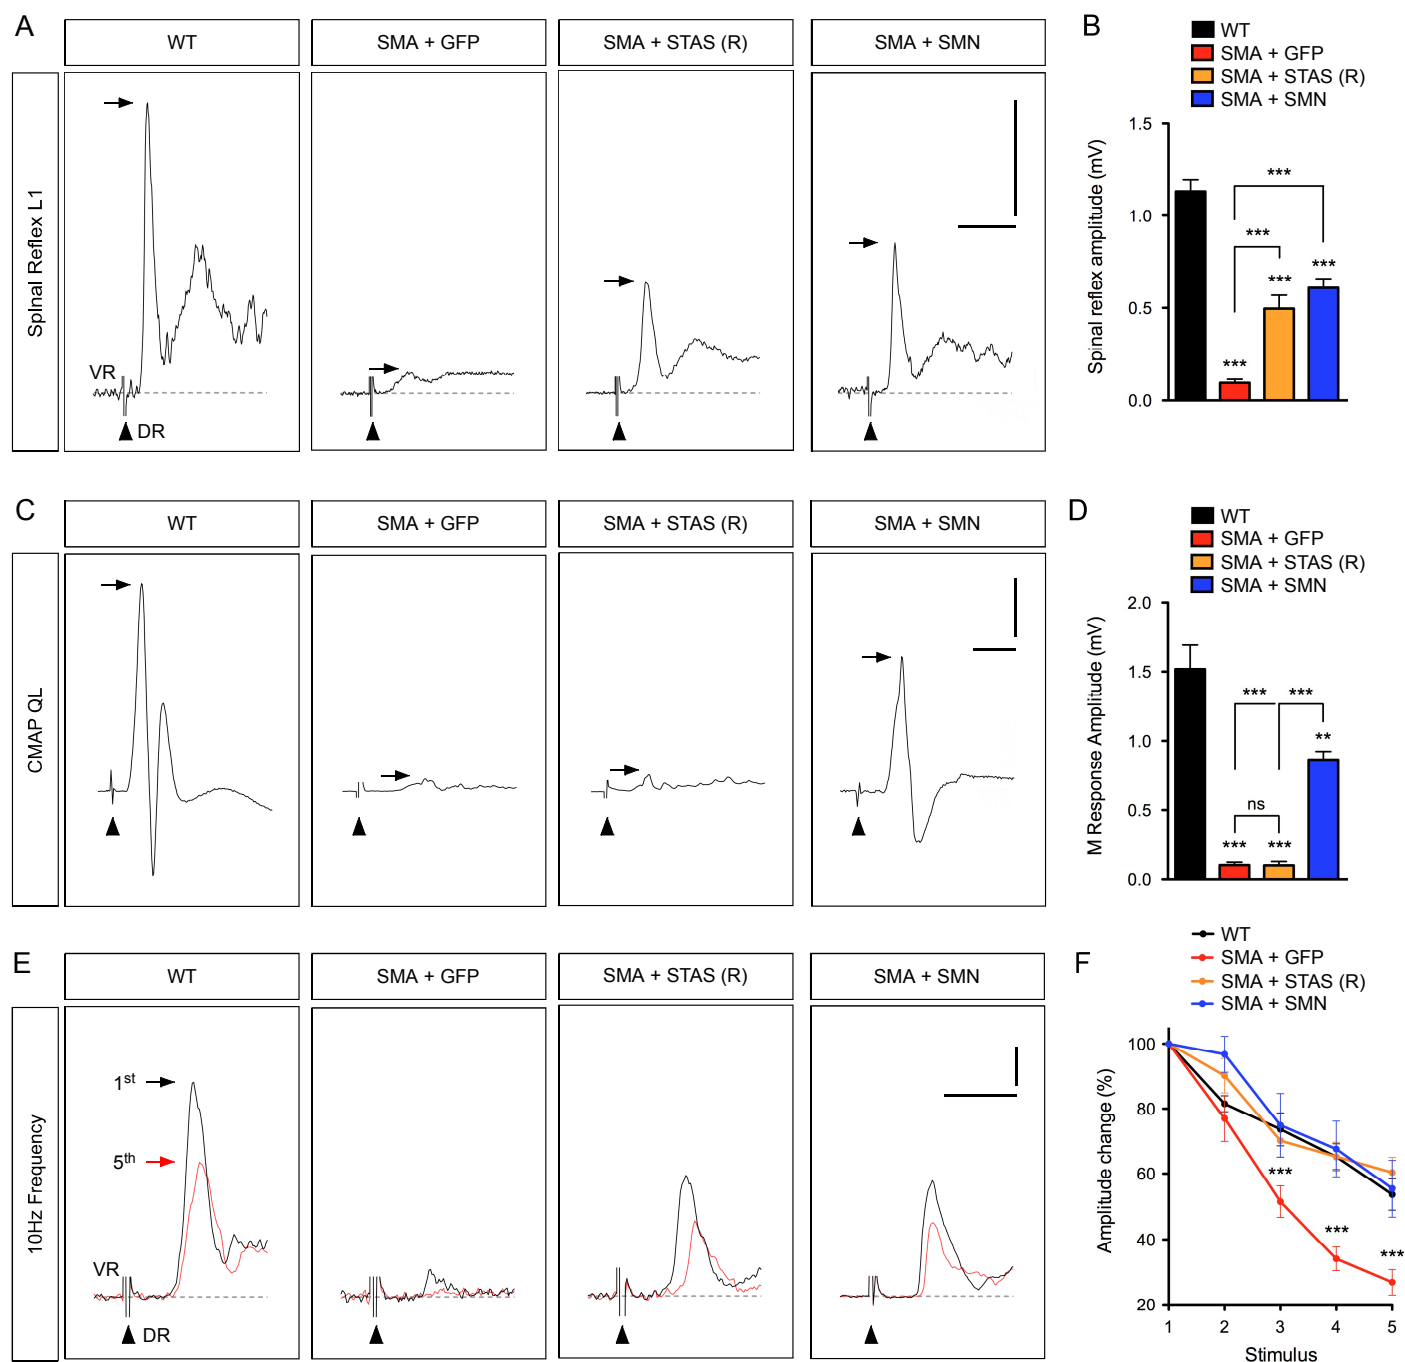 A
WT
SMA + GFP
SMA + STAS (R)
SMA + SMN
Spinal Reflex L1
VR
DR
B
WT
SMA + GFP
SMA + STAS (R)
SMA + SMN
Spinal reflex amplitude (mV)
1.5
1.0
0.5
0.0
***
***
***
***
***
C
WT
SMA + GFP
SMA + STAS (R)
SMA + SMN
CMAP QL
D
WT
SMA + GFP
SMA + STAS (R)
SMA + SMN
M Response Amplitude (mV)
2.0
1.5
1.0
0.5
0.0
*** ***
**
ns
*** ***
E
WT
SMA + GFP
SMA + STAS (R)
SMA + SMN
10Hz Frequency
1st
5th
VR
DR
F
WT
SMA + GFP
SMA + STAS (R)
SMA + SMN
Amplitude change (%)
100
80
60
40
20
***
***
***
1 2 3 4 5
Stimulus